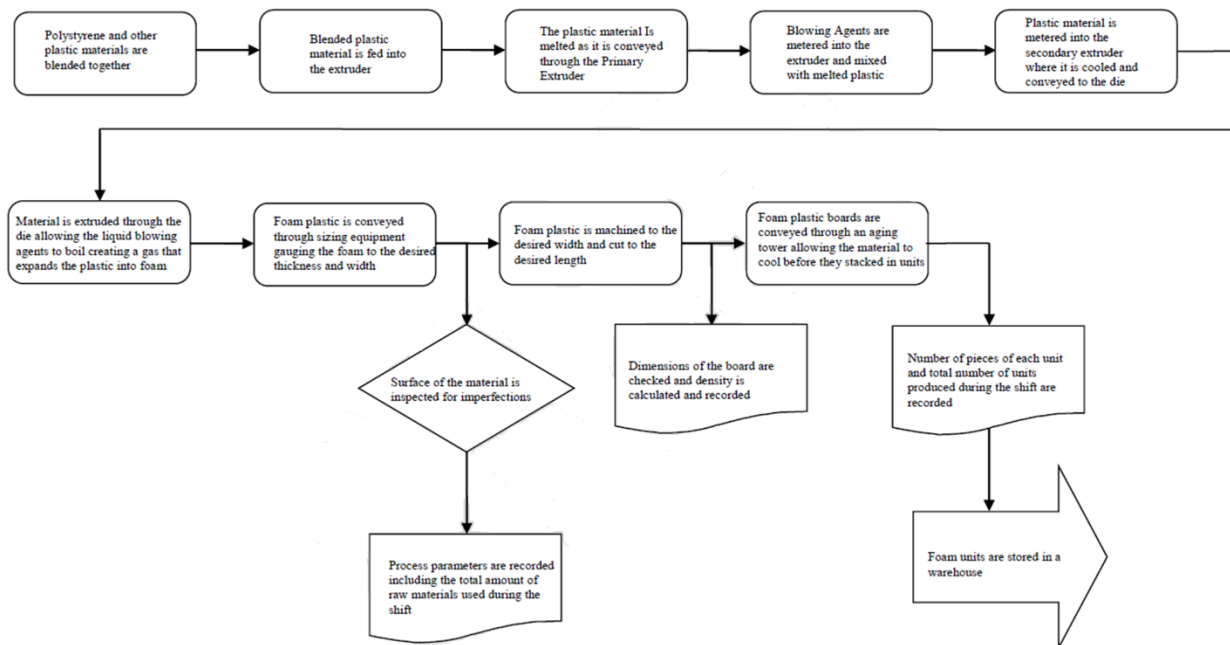 Polystyrene and other
plastic materials are
blended together
Blended plastic
material is fed into
the extruder
The plastic material Is
melted as it is conveyed
through the Primary
Extruder
Blowing Agents are
metered into the
extruder and mixed
with melted plastic
Plastic material is
metered into the
secondary extruder
where it is cooled and
conveyed to the die
Material is extruded through the
die allowing the liquid blowing
agents to boil creating a gas that
expands the plastic into foam
Foam plastic is conveyed
through sizing equipment
gauging the foam to the desired
thickness and width
Foam plastic is machined to the
desired width and cut to the
desired length
Foam plastic boards are
conveyed through an aging
tower allowing the material to
cool before they stacked in units
Surface of the material is
inspected for imperfections
Dimensions of the board are
checked and density is
calculated and recorded
Number of pieces of each unit
and total number of units
produced during the shift are
recorded
Process parameters are recorded
including the total amount of
raw materials used during the
shift
Foam units are stored in a
warehouse